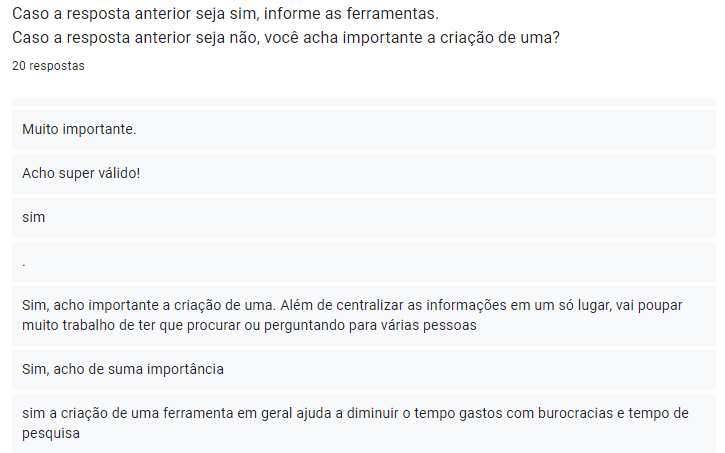 Caso a resposta anterior seja sim, informe as ferramentas.
Caso a resposta anterior seja não, você acha importante a criação de uma?
20 respostas
Muito importante.
Acho super válido!
sim
.
Sim, acho importante a criação de uma. Além de centralizar as informações em um só lugar, vai poupar
muito trabalho de ter que procurar ou perguntando para várias pessoas
Sim, acho de suma importância
sim a criação de uma ferramenta em geral ajuda a diminuir o tempo gastos com burocracias e tempo de
pesquisa